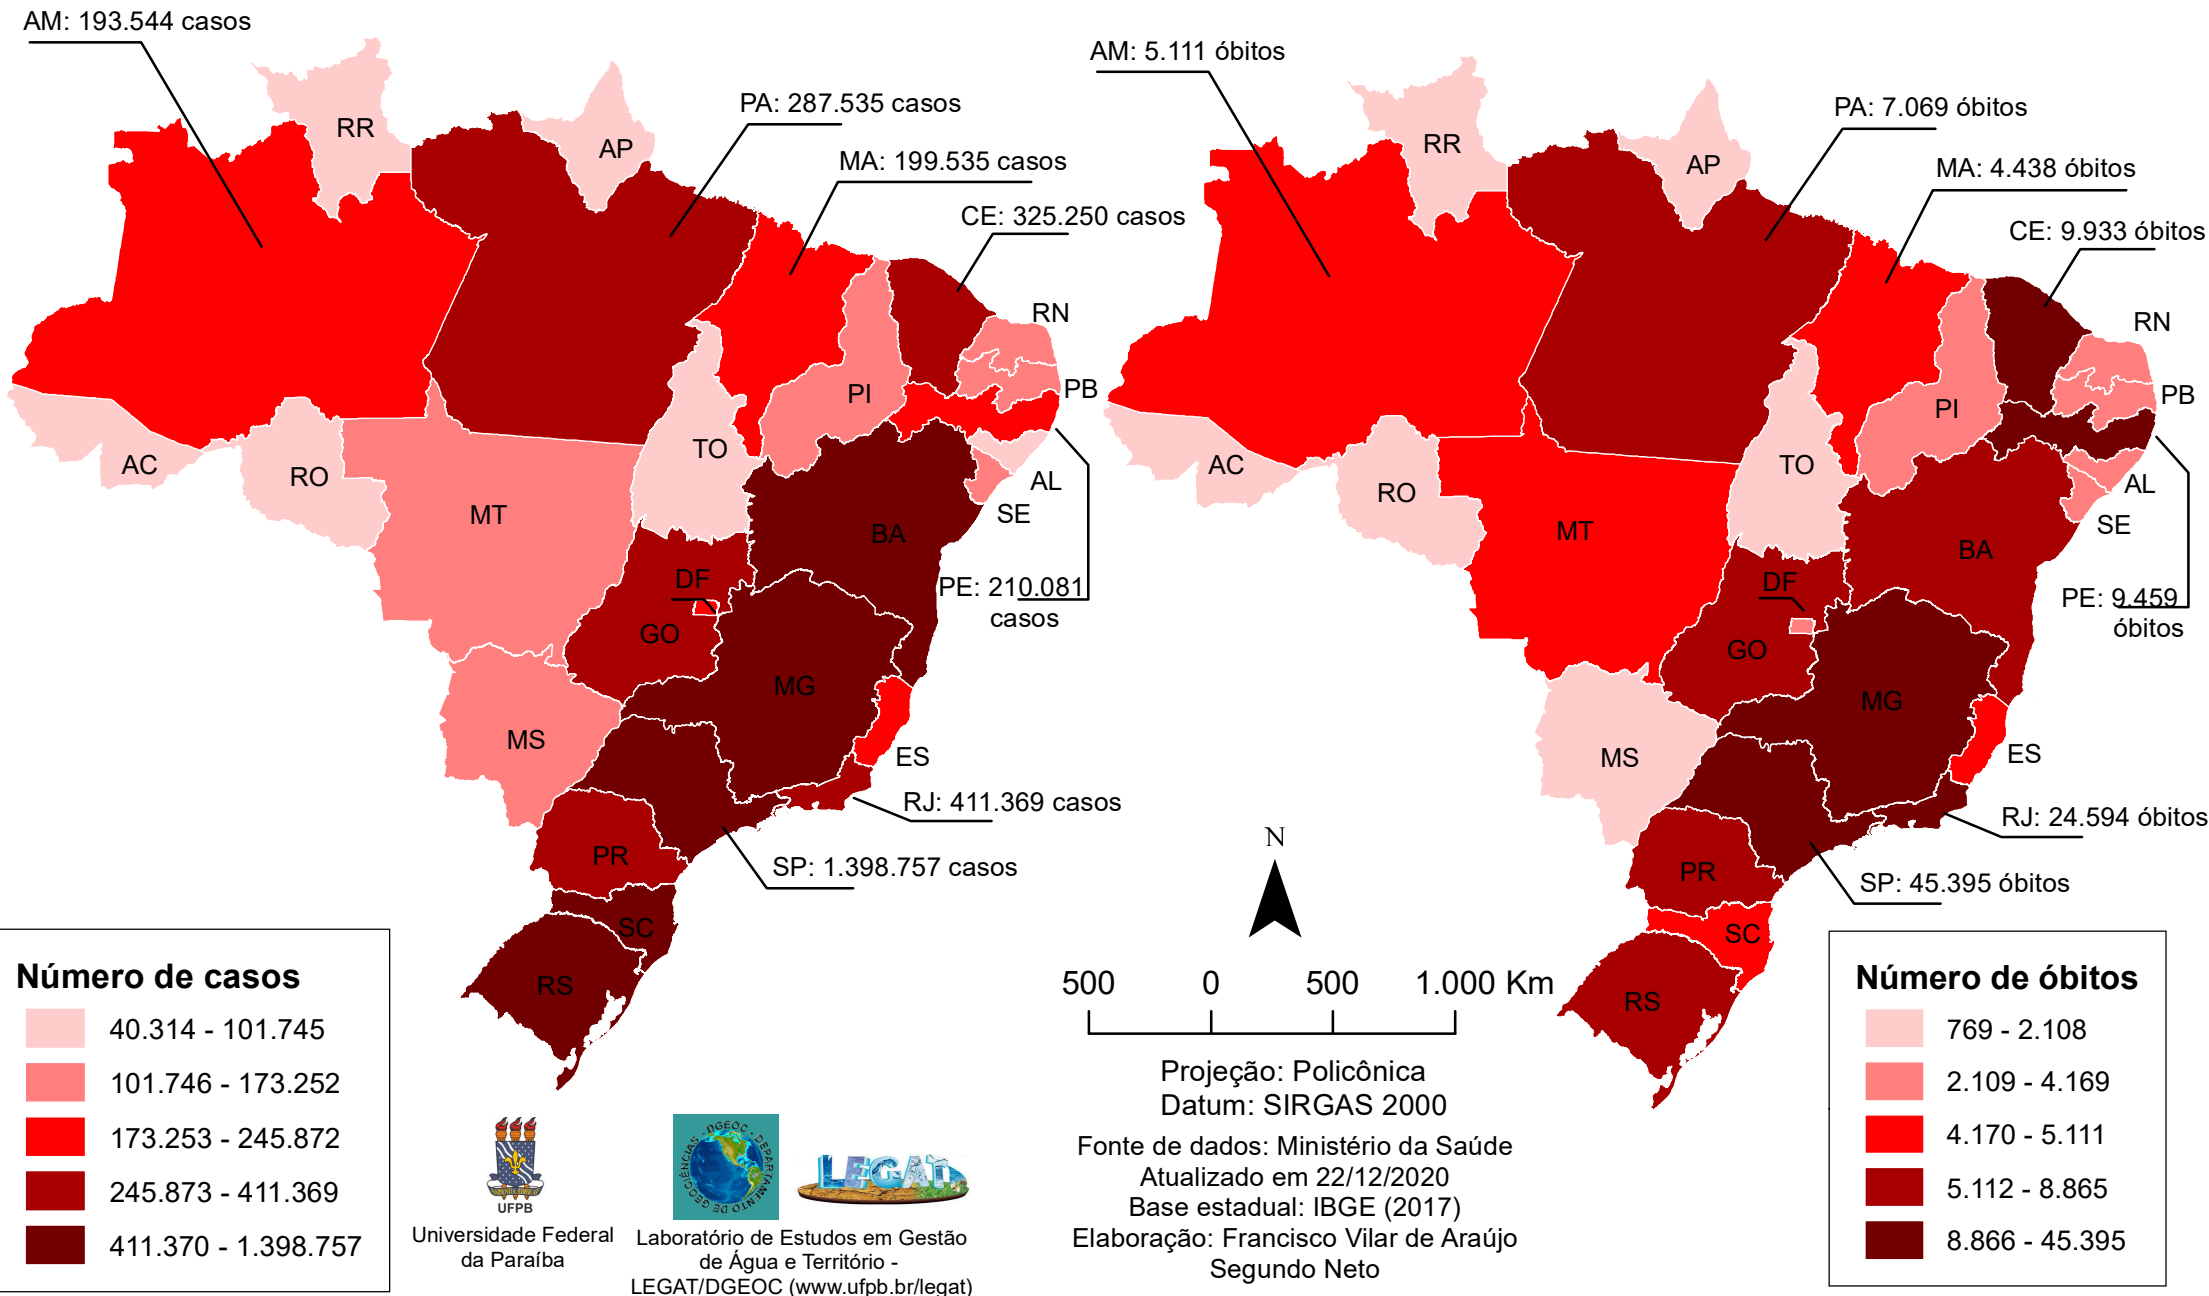 AM: 193.544 casos
PA: 287.535 casos
MA: 199.535 casos
CE: 325.250 casos
RR
AP
RN
PB
PI
TO
AC
RO
MT
AL
SE
BA
DF
PE: 210.081
casos
GO
MG
MS
ES
RJ: 411.369 casos
PR
SP: 1.398.757 casos
SC
RS
AM: 5.111 óbitos
PA: 7.069 óbitos
MA: 4.438 óbitos
CE: 9.933 óbitos
RR
AP
RN
PB
PI
TO
AC
RO
MT
AL
SE
BA
DF
PE: 9.459
óbitos
GO
MG
MS
ES
RJ: 24.594 óbitos
PR
SP: 45.395 óbitos
SC
RS
Número de casos
40.314 - 101.745
101.746 - 173.252
173.253 - 245.872
245.873 - 411.369
411.370 - 1.398.757
UFPB
Universidade Federal
da Paraíba
DGEOC - DEPARTAMENTO DE GEOCIÊNCIAS
LEGAT
Laboratório de Estudos em Gestão
de Água e Território -
LEGAT/DGEOC (www.ufpb.br/legat)
N
500 0 500 1.000 Km
Projeção: Policônica
Datum: SIRGAS 2000
Fonte de dados: Ministério da Saúde
Atualizado em 22/12/2020
Base estadual: IBGE (2017)
Elaboração: Francisco Vilar de Araújo
Segundo Neto
Número de óbitos
769 - 2.108
2.109 - 4.169
4.170 - 5.111
5.112 - 8.865
8.866 - 45.395